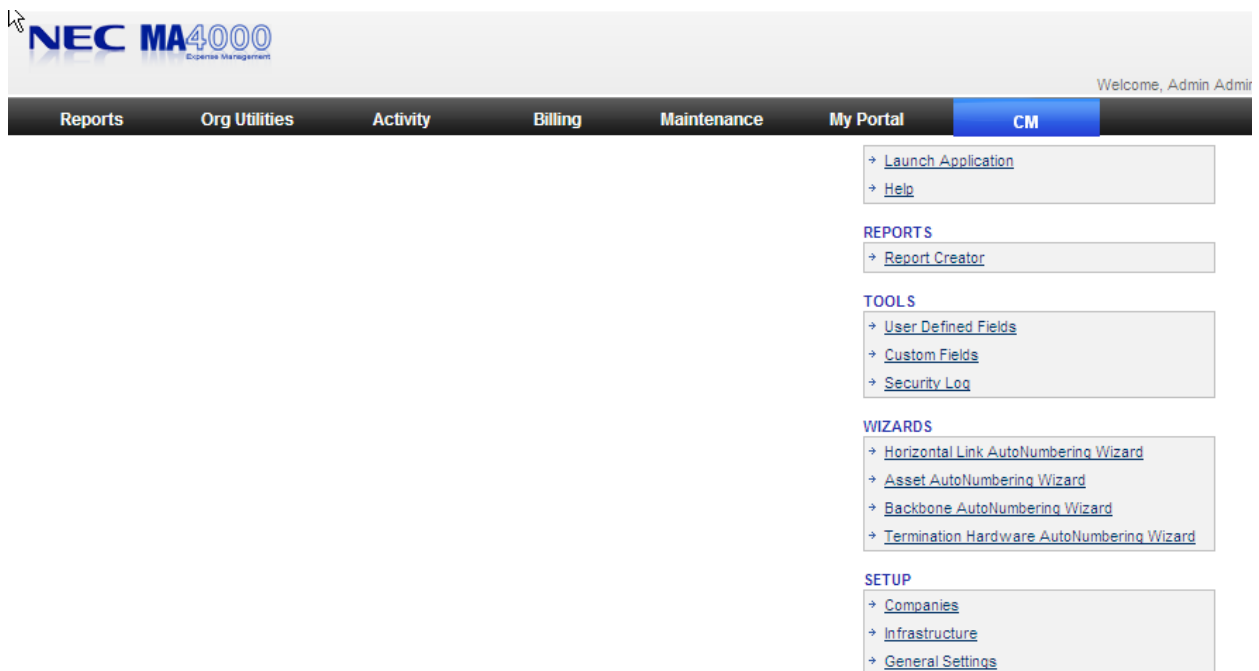 NEC MA4000
Expense Management
Welcome, Admin Admin
Reports Org Utilities Activity Billing Maintenance My Portal CM
Launch Application
Help
REPORTS
Report Creator
TOOLS
User Defined Fields
Custom Fields
Security Log
WIZARDS
Horizontal Link AutoNumbering Wizard
Asset AutoNumbering Wizard
Backbone AutoNumbering Wizard
Termination Hardware AutoNumbering Wizard
SETUP
Companies
Infrastructure
General Settings